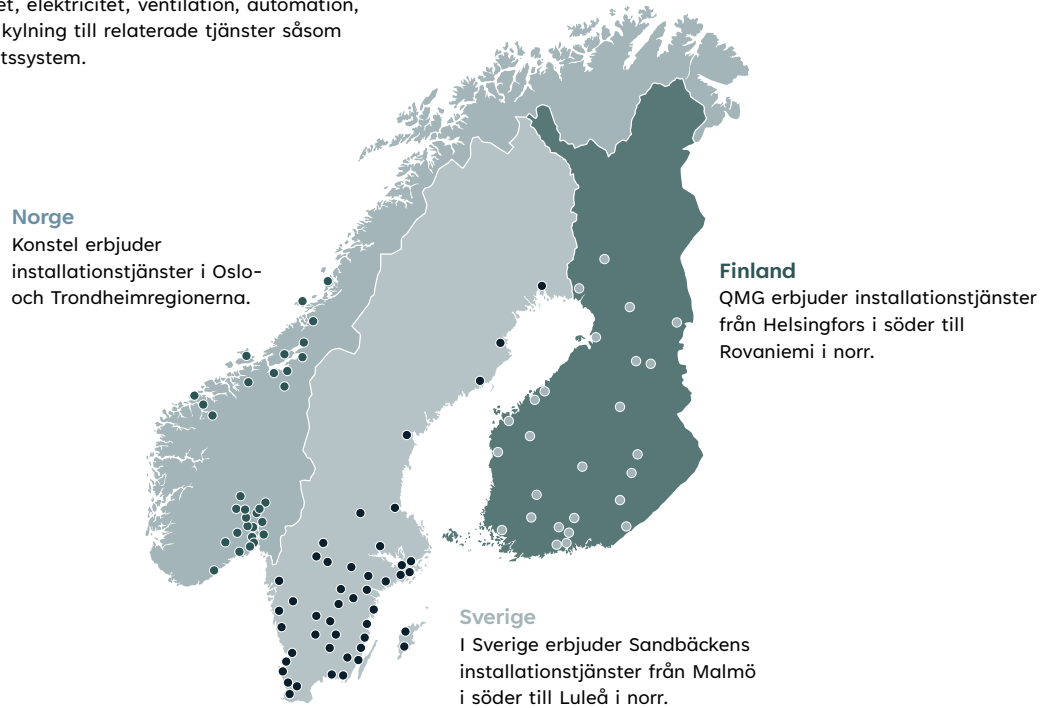 et, elektricitet, ventilation, automation,
kylning till relaterade tjänster såsom
tssystem.
Norge
Konstel erbjuder
installationstjänster i Oslo-
och Trondheimregionerna.
Finland
QMG erbjuder installationstjänster
från Helsingfors i söder till
Rovaniemi i norr.
Sverige
I Sverige erbjuder Sandbäckens
installationstjänster från Malmö
i söder till Luleå i norr.